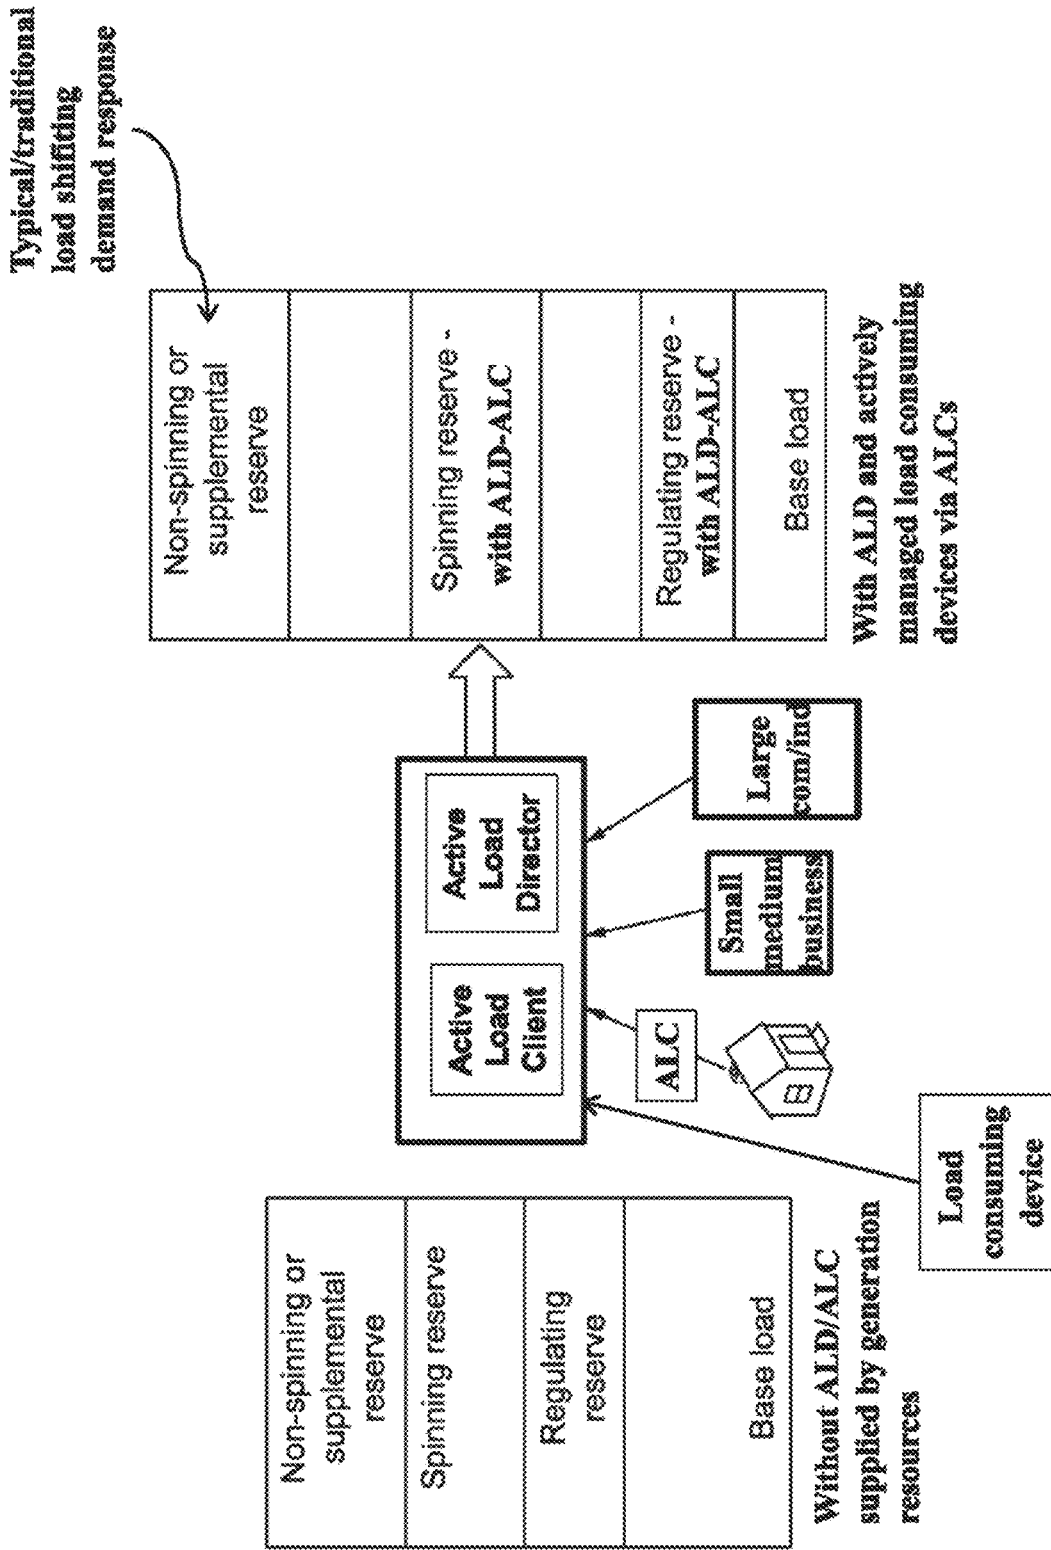 Typical/traditional
load shifiting
demand response
Non-spinning or
supplemental
reserve
Spinning reserve
Regulating
reserve
Base load
Without ALD/ALC
supplied by generation
resources
Active
Load
Client
Active
Load
Director
ALC
Small
medium
business
Large
com/ind
Load
consuming
device
Non-spinning or
supplemental
reserve
Spinning reserve -
with ALD-ALC
Regulating reserve -
with ALD-ALC
Base load
With ALD and actively
managed load consuming
devices via ALCs